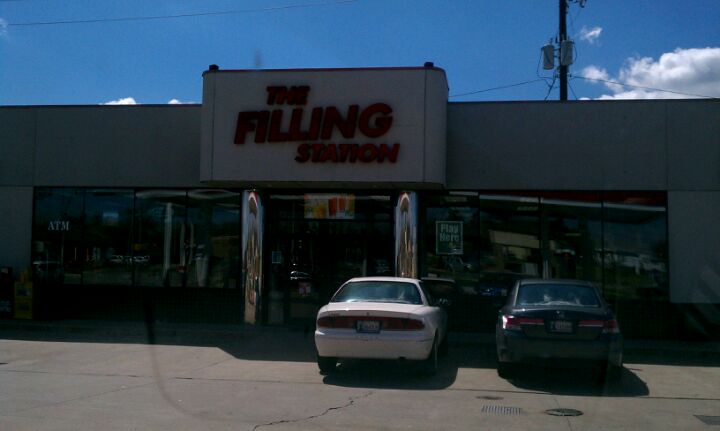 THE
FILLING
STATION
ATM
Play
Here